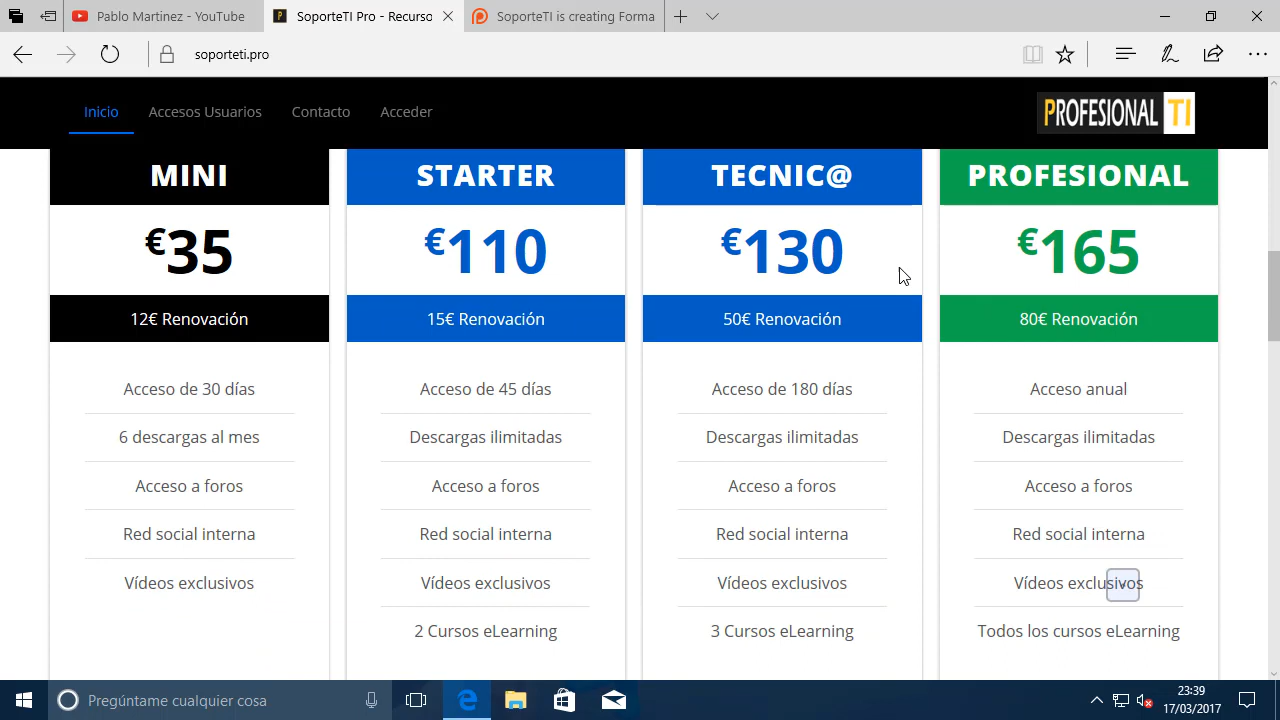 Pablo Martinez - YouTube
SoporteTI Pro - Recurso
SoporteTI is creating Forma
soporteti.pro
Inicio
Accesos Usuarios
Contacto
Acceder
PROFESIONAL TI
MINI
€35
12€ Renovación
Acceso de 30 días
6 descargas al mes
Acceso a foros
Red social interna
Vídeos exclusivos
STARTER
€110
15€ Renovación
Acceso de 45 días
Descargas ilimitadas
Acceso a foros
Red social interna
Vídeos exclusivos
2 Cursos eLearning
TECNIC@
€130
50€ Renovación
Acceso de 180 días
Descargas ilimitadas
Acceso a foros
Red social interna
Vídeos exclusivos
3 Cursos eLearning
PROFESIONAL
€165
80€ Renovación
Acceso anual
Descargas ilimitadas
Acceso a foros
Red social interna
Vídeos exclusivos
Todos los cursos eLearning
Pregúntame cualquier cosa
23:39
17/03/2017